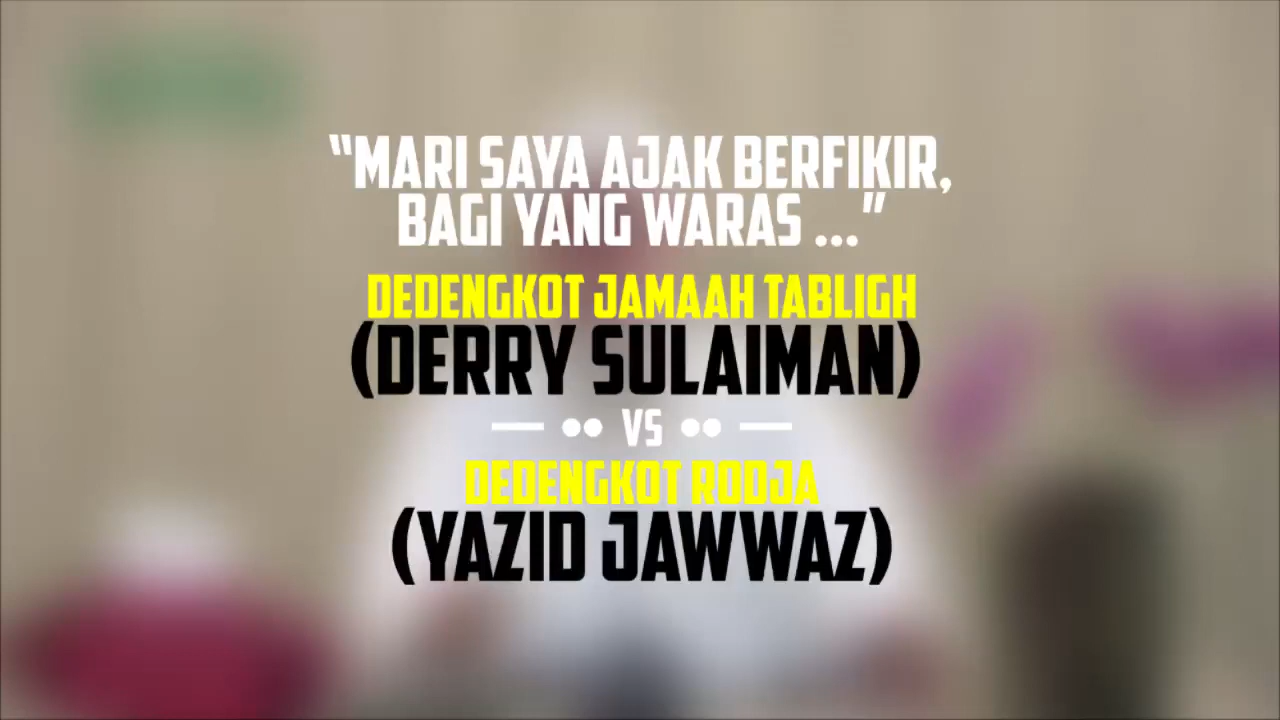 “MARI SAYA AJAK BERFIKIR,
BAGI YANG WARAS ...”
DEDENGKOT JAMAAH TABLIGH
(DERRY SULAIMAN)
VS
DEDENGKOT RODJA
(YAZID JAWWAZ)